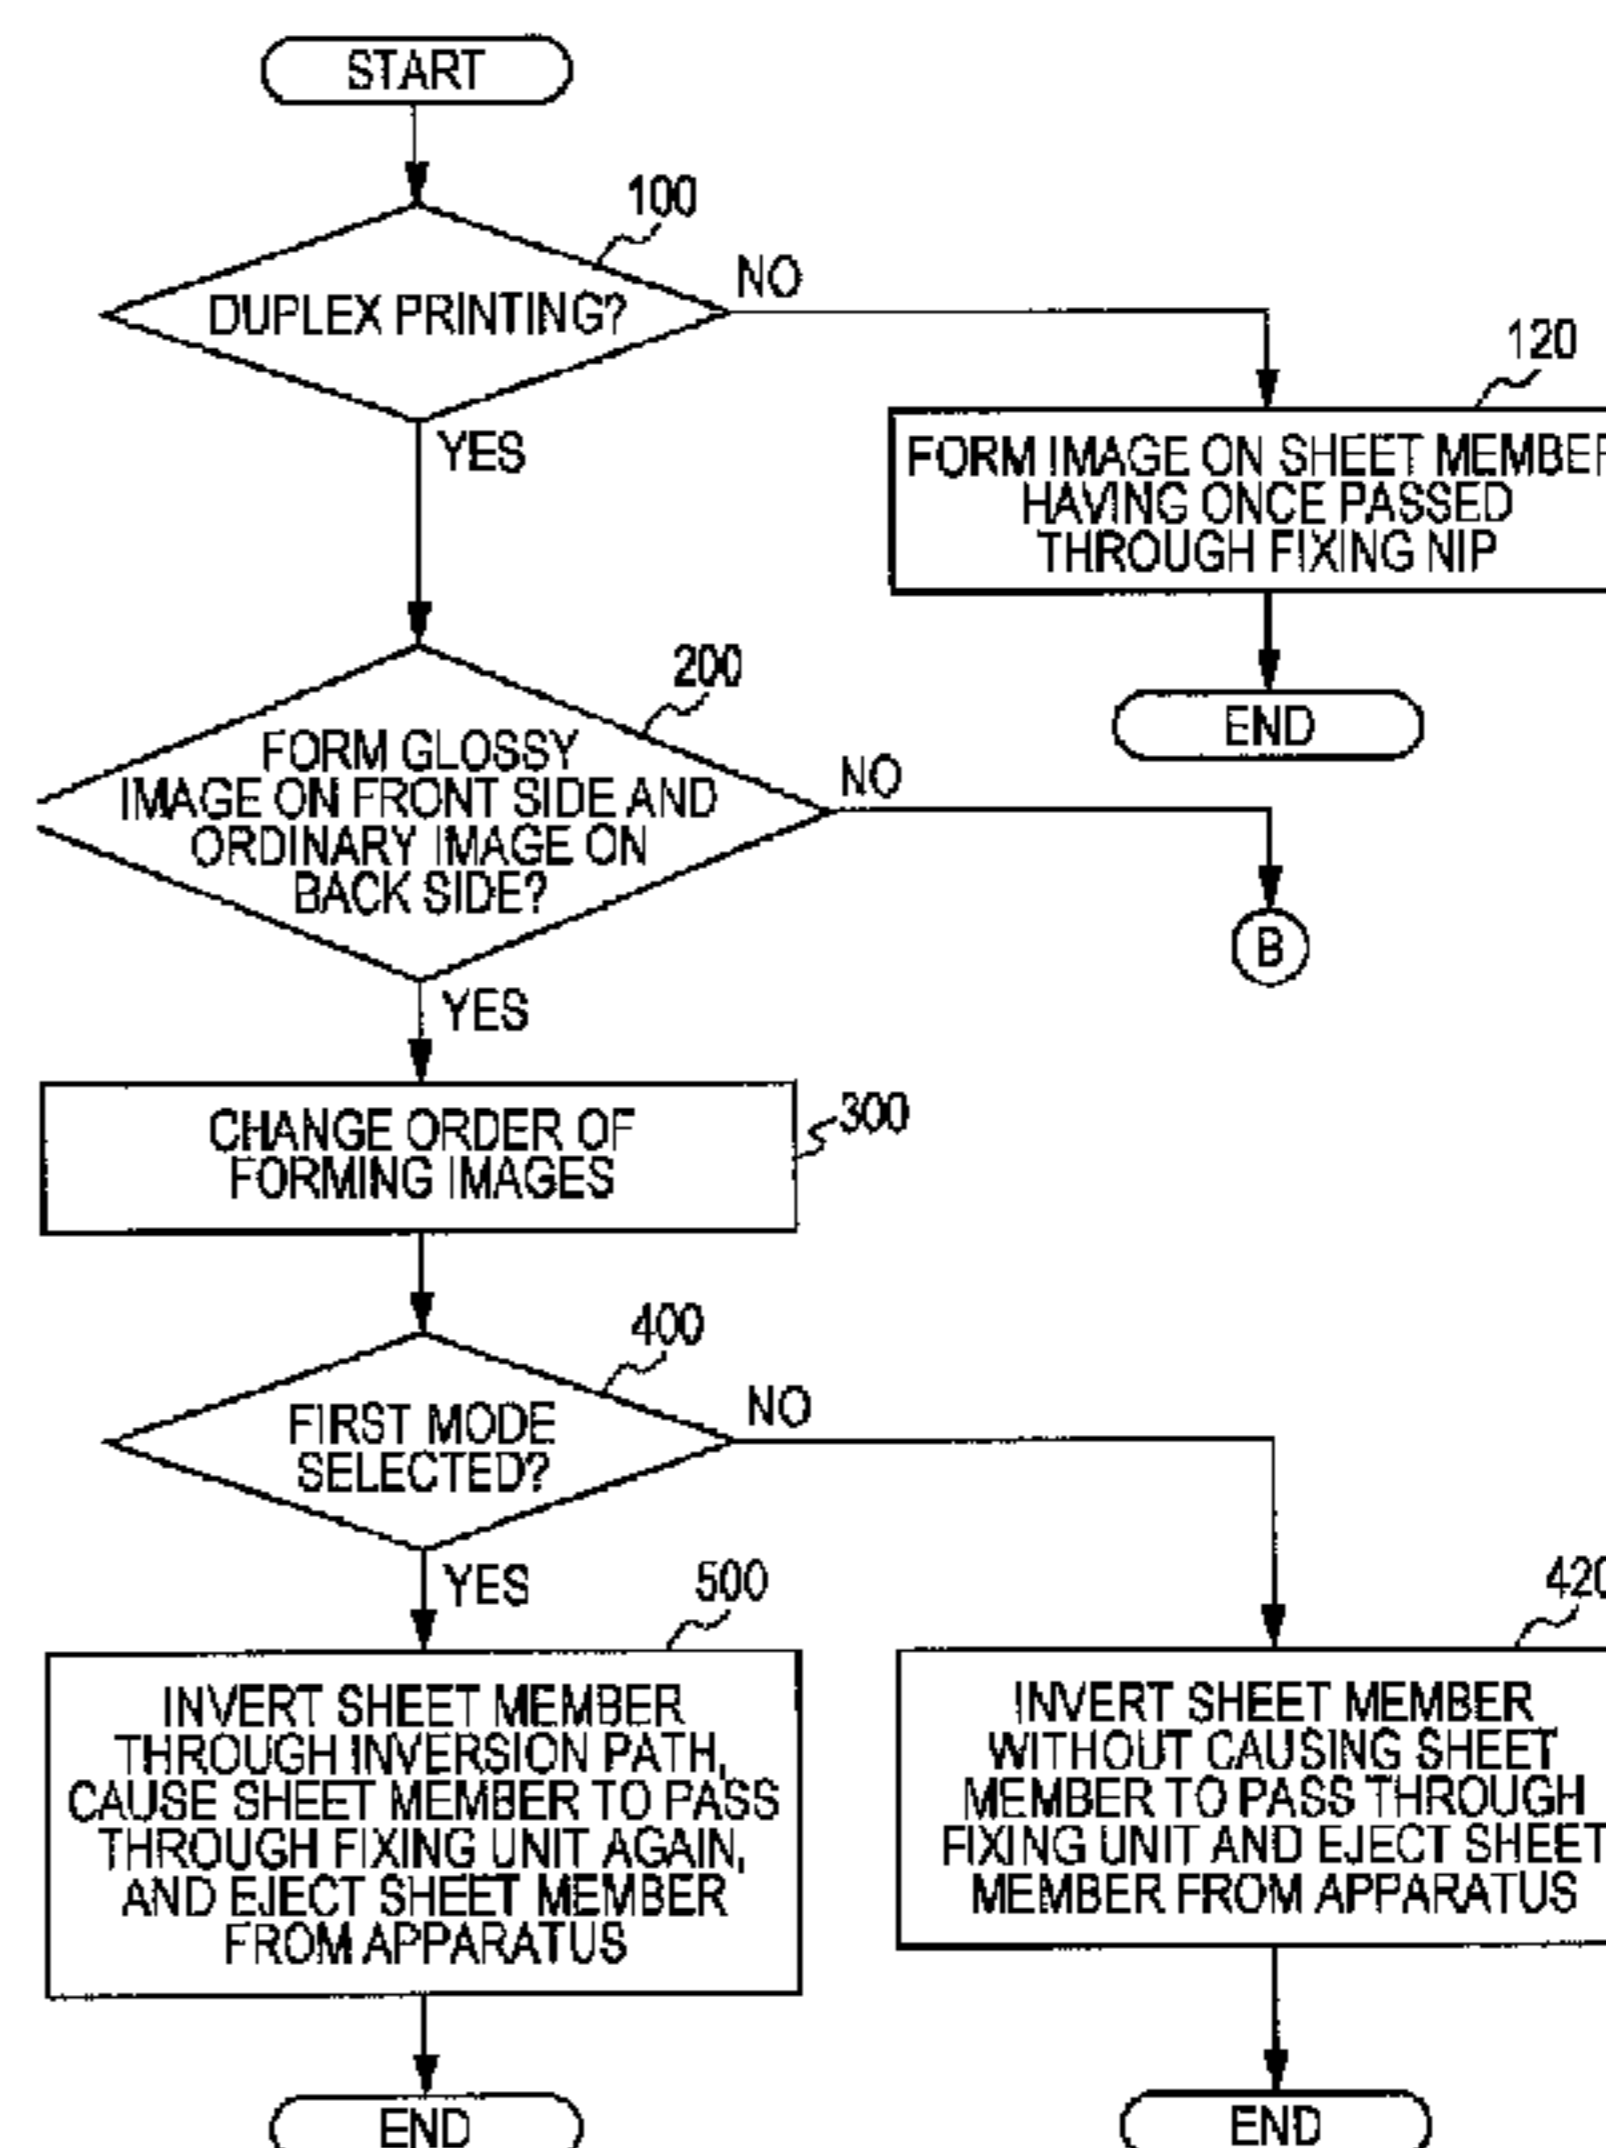 START
100
DUPLEX PRINTING?
NO
YES
120
FORM IMAGE ON SHEET MEMBER
HAVING ONCE PASSED
THROUGH FIXING NIP
END
200
FORM GLOSSY
IMAGE ON FRONT SIDE AND
ORDINARY IMAGE ON
BACK SIDE?
NO
B
YES
CHANGE ORDER OF
FORMING IMAGES
300
400
FIRST MODE
SELECTED?
NO
YES
500
INVERT SHEET MEMBER
THROUGH INVERSION PATH,
CAUSE SHEET MEMBER TO PASS
THROUGH FIXING UNIT AGAIN,
AND EJECT SHEET MEMBER
FROM APPARATUS
END
420
INVERT SHEET MEMBER
WITHOUT CAUSING SHEET
MEMBER TO PASS THROUGH
FIXING UNIT AND EJECT SHEET
MEMBER FROM APPARATUS
END